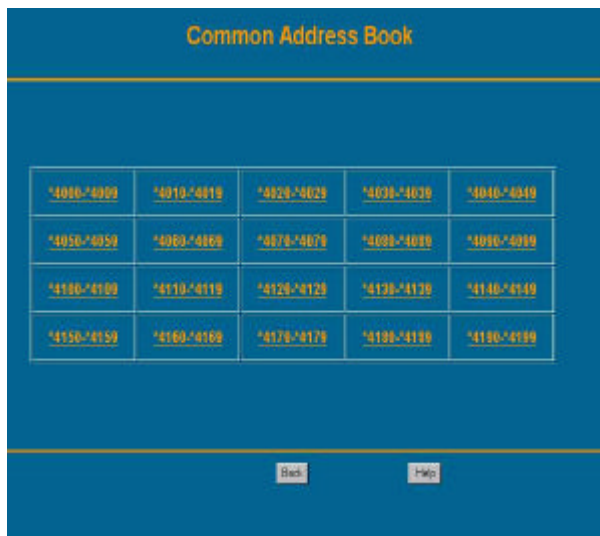 Common Address Book
*4000-*4009 *4010-*4019 *4020-*4029 *4030-*4039 *4040-*4049
*4050-*4059 *4060-*4069 *4070-*4079 *4080-*4089 *4090-*4099
*4100-*4109 *4110-*4119 *4120-*4129 *4130-*4139 *4140-*4149
*4150-*4159 *4160-*4169 *4170-*4179 *4180-*4189 *4190-*4199
Back Help